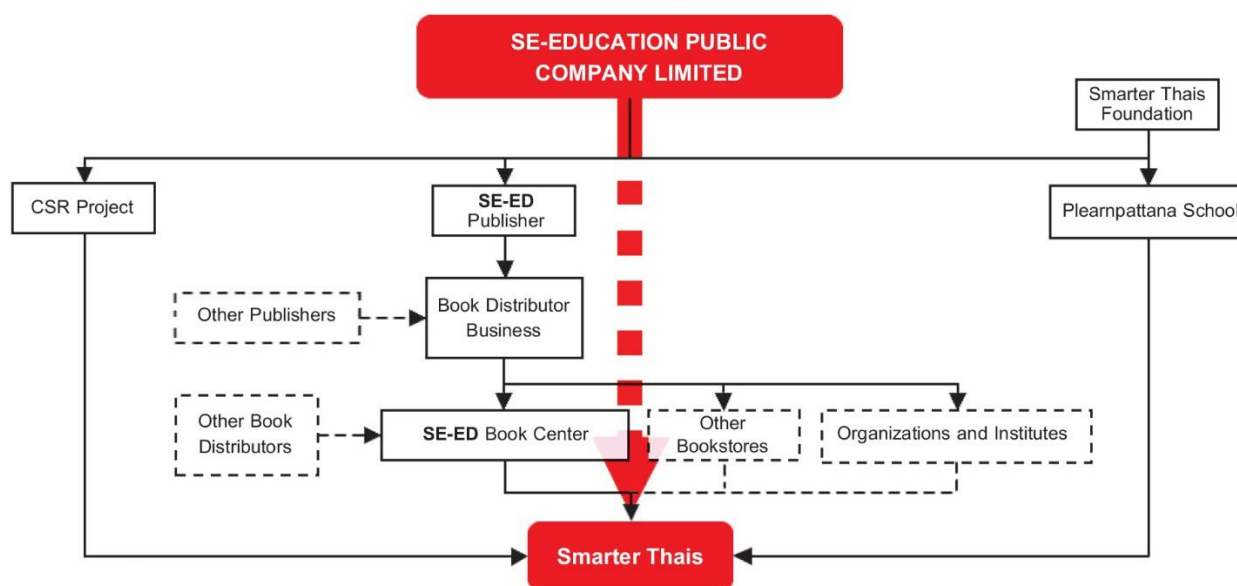 SE-EDUCATION PUBLIC
COMPANY LIMITED
Smarter Thais
Foundation
CSR Project
SE-ED
Publisher
Plearnpattana School
Other Publishers
Book Distributor
Business
Other Book
Distributors
SE-ED Book Center
Other
Bookstores
Organizations and Institutes
Smarter Thais